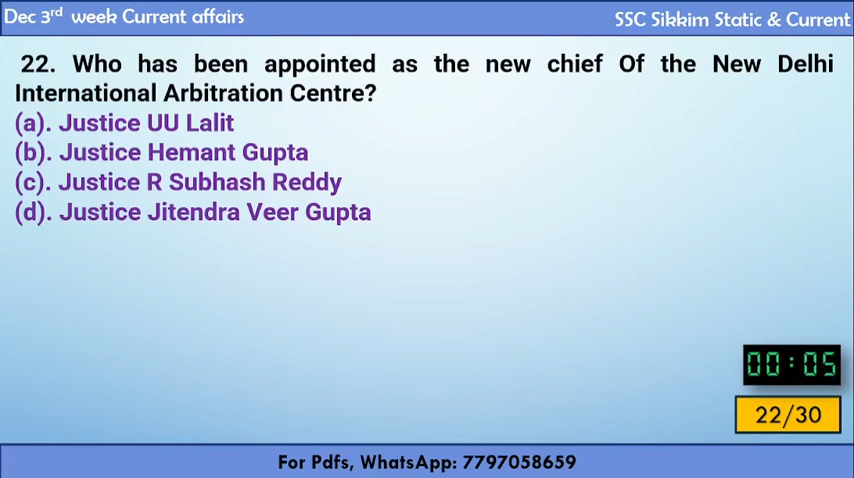 Dec 3rd week Current affairs
SSC Sikkim Static & Current
22. Who has been appointed as the new chief Of the New Delhi
International Arbitration Centre?
(a). Justice UU Lalit
(b). Justice Hemant Gupta
(c). Justice R Subhash Reddy
(d). Justice Jitendra Veer Gupta
00:05
22/30
For Pdfs, WhatsApp: 7797058659